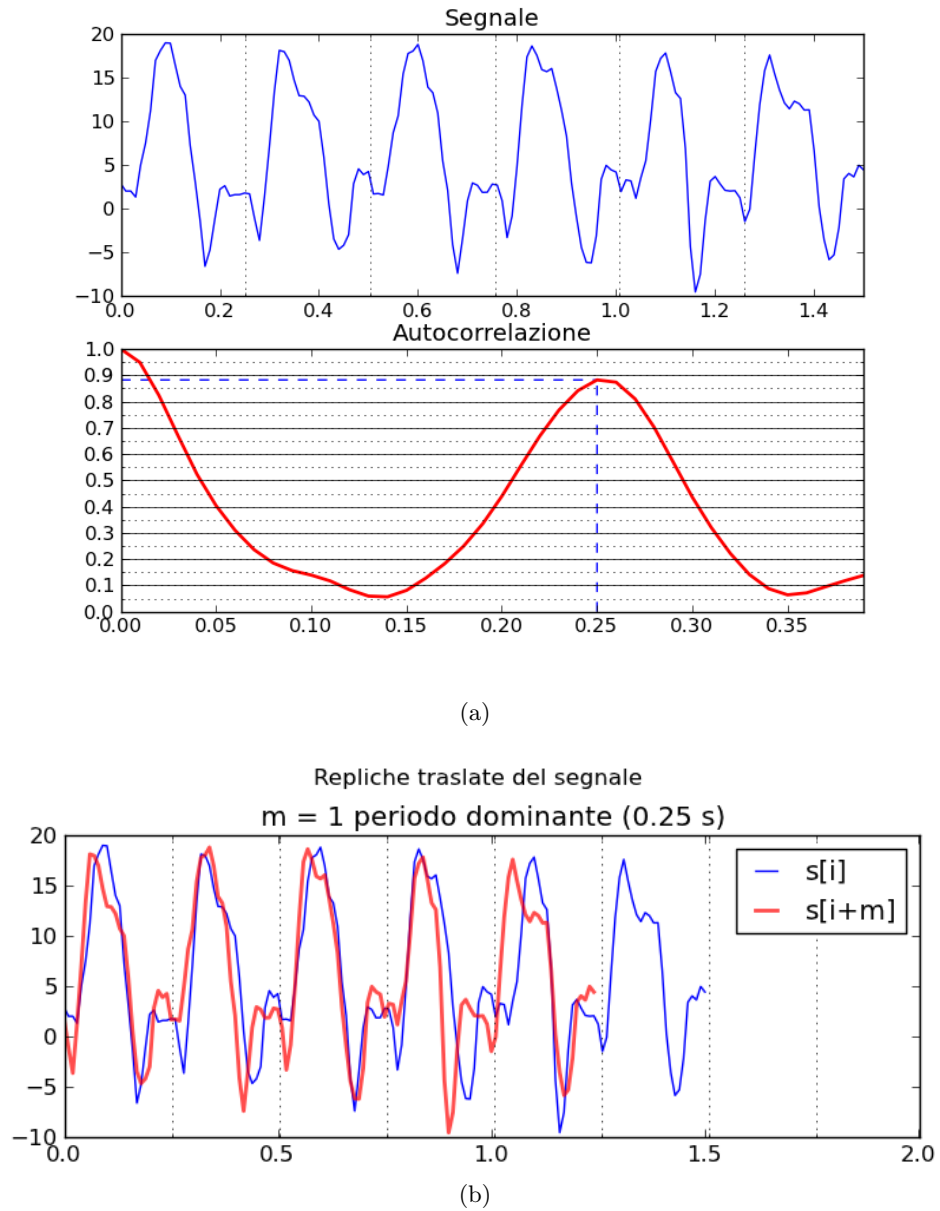 Segnale
20
15
10
5
0
−5
−10
0.0 0.2 0.4 0.6 0.8 1.0 1.2 1.4
Autocorrelazione
1.0
0.9
0.8
0.7
0.6
0.5
0.4
0.3
0.2
0.1
0.0
0.00 0.05 0.10 0.15 0.20 0.25 0.30 0.35
(a)
Repliche traslate del segnale
m = 1 periodo dominante (0.25 s)
20
15
10
5
0
−5
−10
s[i]
s[i+m]
0.0 0.5 1.0 1.5 2.0
(b)